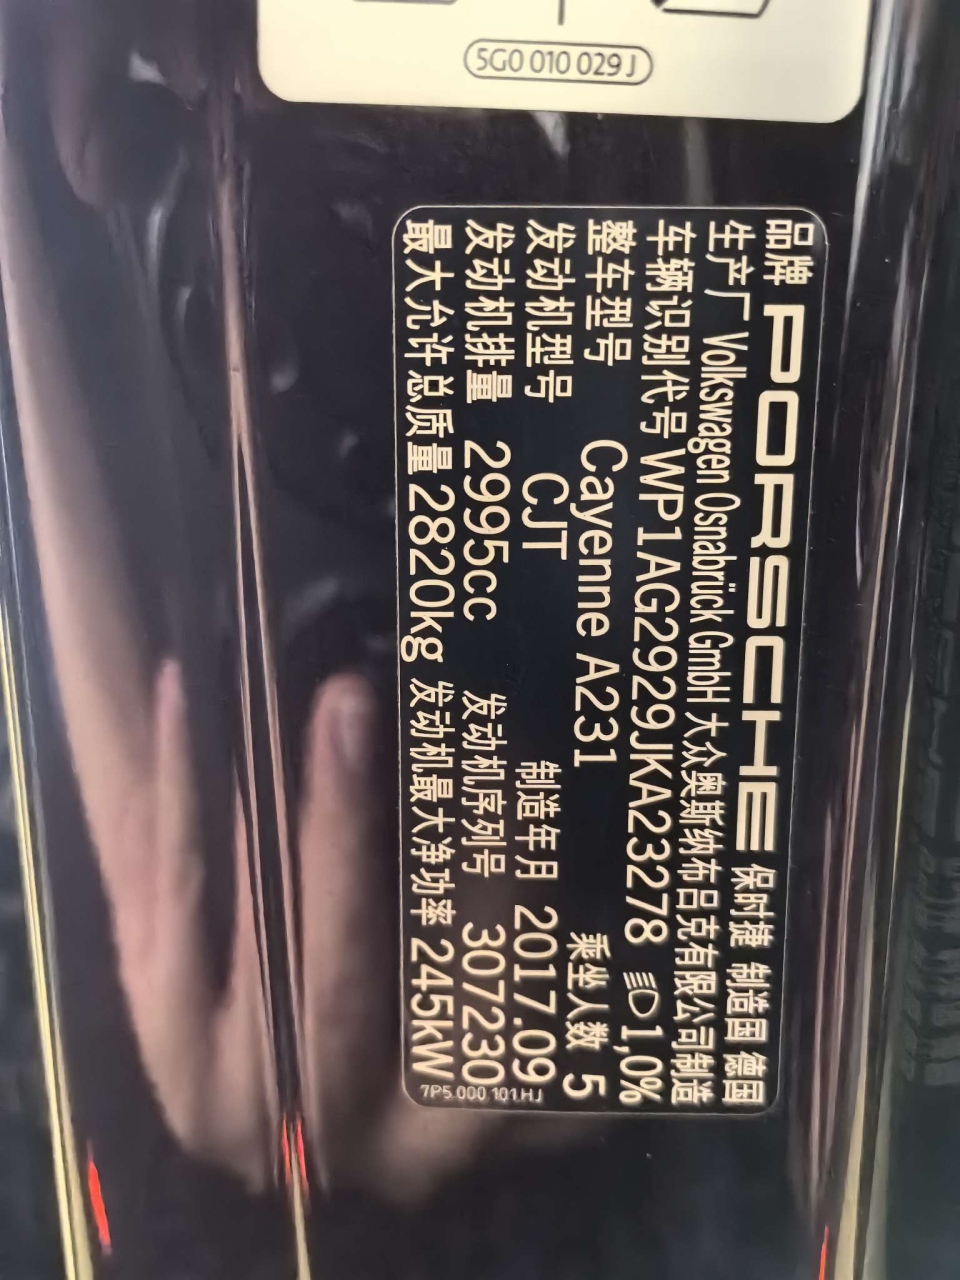 5G0 010 029 J
品牌 PORSCHE 保时捷 制造国 德国
生产厂 Volkswagen Osnabrück GmbH 大众奥斯纳布吕克有限公司制造
车辆识别代号 WP1AG2929JKA23278 1,0%
整车型号 Cayenne A231 乘坐人数 5
发动机型号 CJT 制造年月 2017.09
发动机排量 2995cc 发动机序列号 307230
最大允许总质量 2820kg 发动机最大净功率 245kW
7P5.000 101 HJ